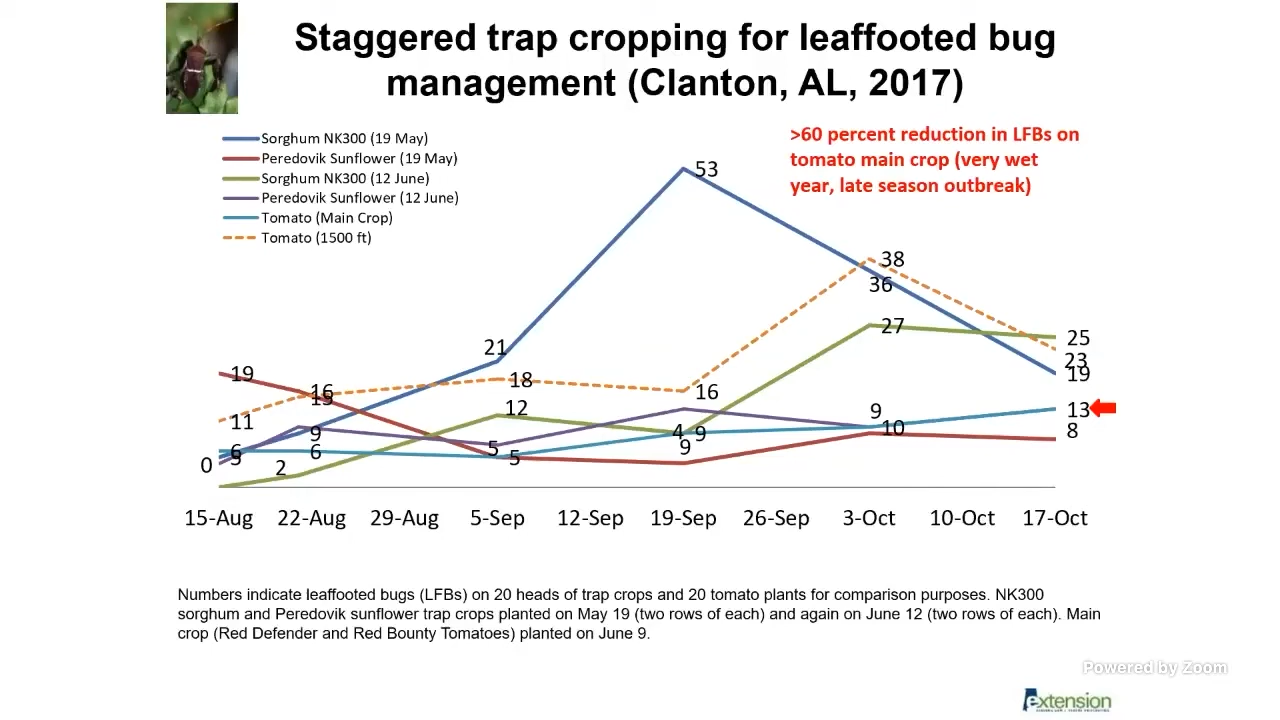 Staggered trap cropping for leaffooted bug
management (Clanton, AL, 2017)
Sorghum NK300 (19 May)
Peredovik Sunflower (19 May)
Sorghum NK300 (12 June)
Peredovik Sunflower (12 June)
Tomato (Main Crop)
Tomato (1500 ft)
>60 percent reduction in LFBs on
tomato main crop (very wet
year, late season outbreak)
53
38
36
27
25
23
19
21
19
16
18
16
12
11
13
9
10
8
9
6
4 9
9
5
5
6
0
2
15-Aug 22-Aug 29-Aug 5-Sep 12-Sep 19-Sep 26-Sep 3-Oct 10-Oct 17-Oct
Numbers indicate leaffooted bugs (LFBs) on 20 heads of trap crops and 20 tomato plants for comparison purposes. NK300
sorghum and Peredovik sunflower trap crops planted on May 19 (two rows of each) and again on June 12 (two rows of each). Main
crop (Red Defender and Red Bounty Tomatoes) planted on June 9.
Powered by Zoom
extension